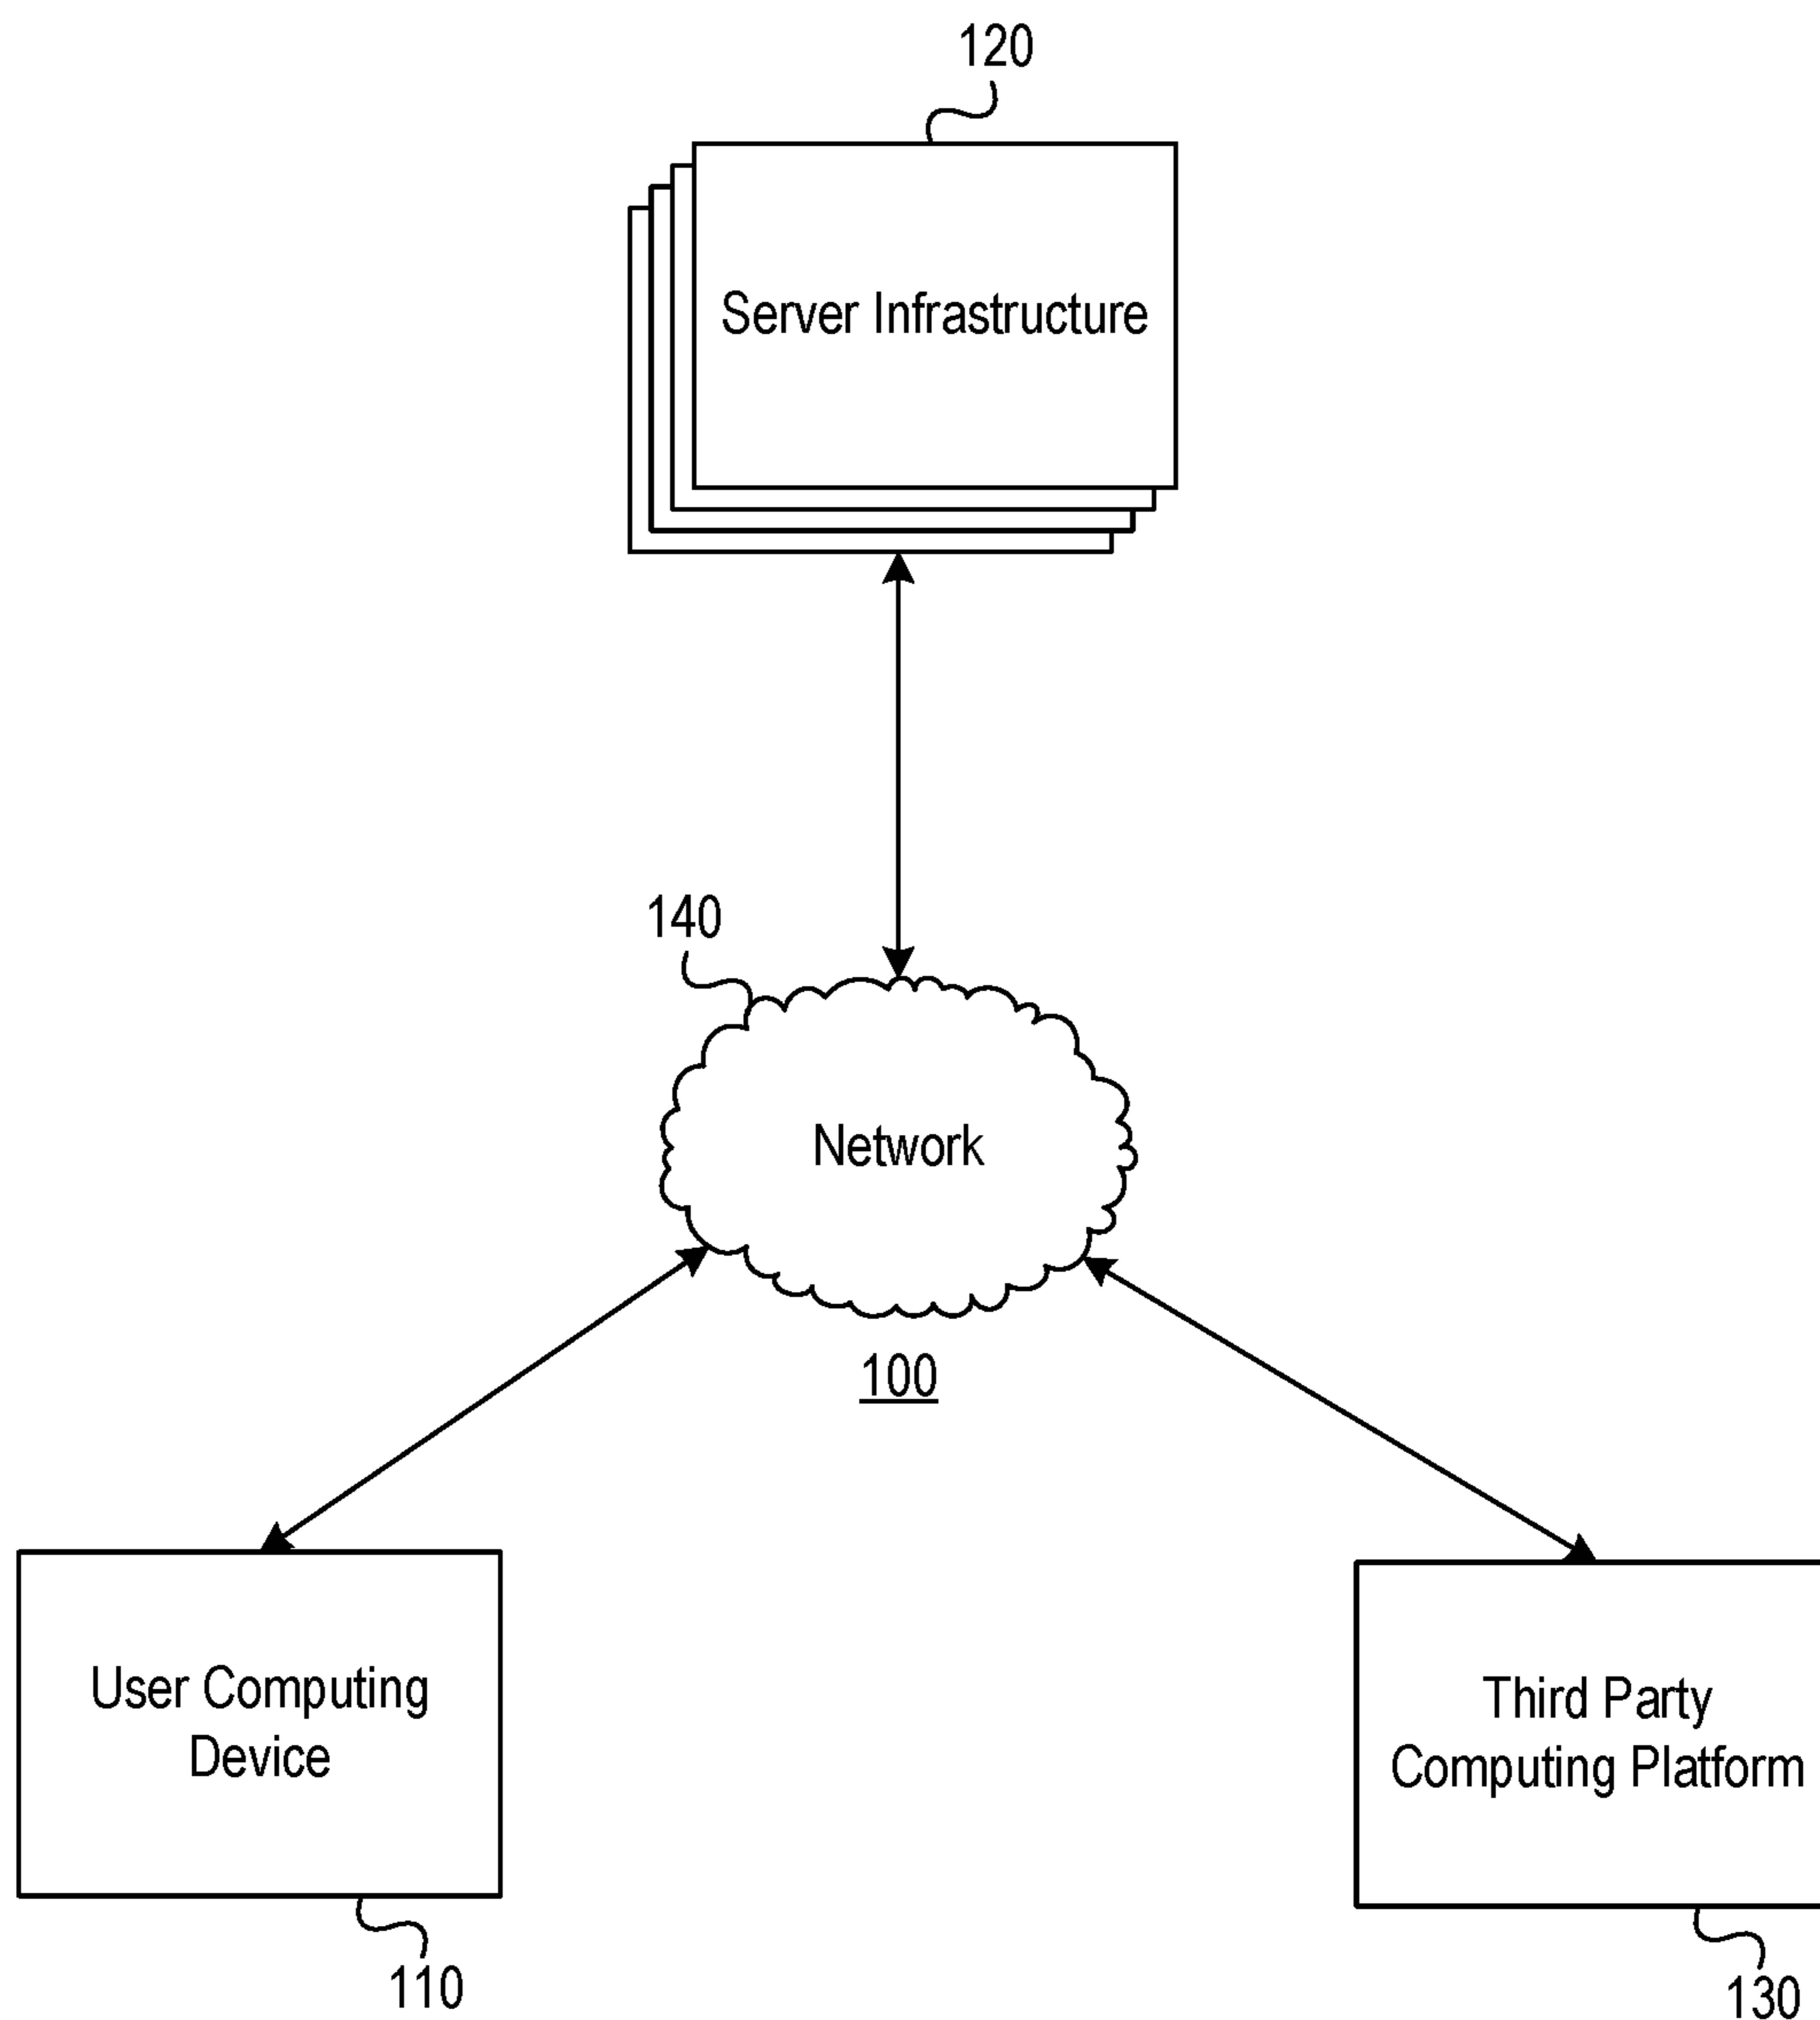 120
Server Infrastructure
140
Network
100
User Computing
Device
Third Party
Computing Platform
110
130